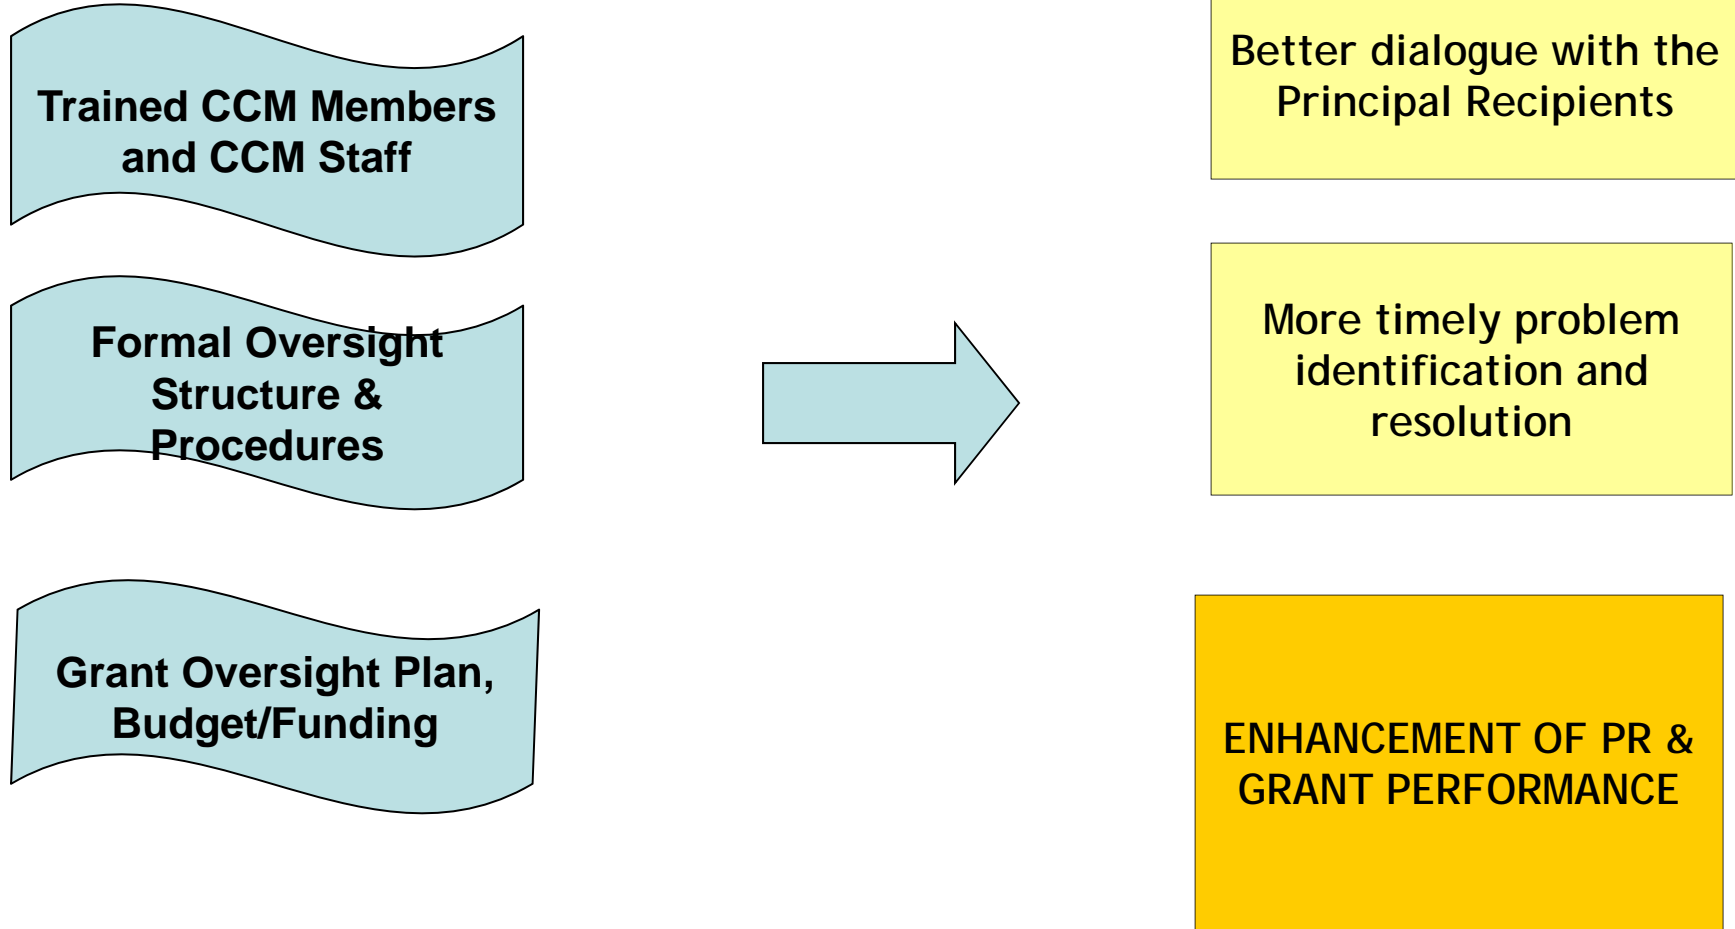 Trained CCM Members
and CCM Staff
Formal Oversight
Structure &
Procedures
Grant Oversight Plan,
Budget/Funding
Better dialogue with the
Principal Recipients
More timely problem
identification and
resolution
ENHANCEMENT OF PR &
GRANT PERFORMANCE